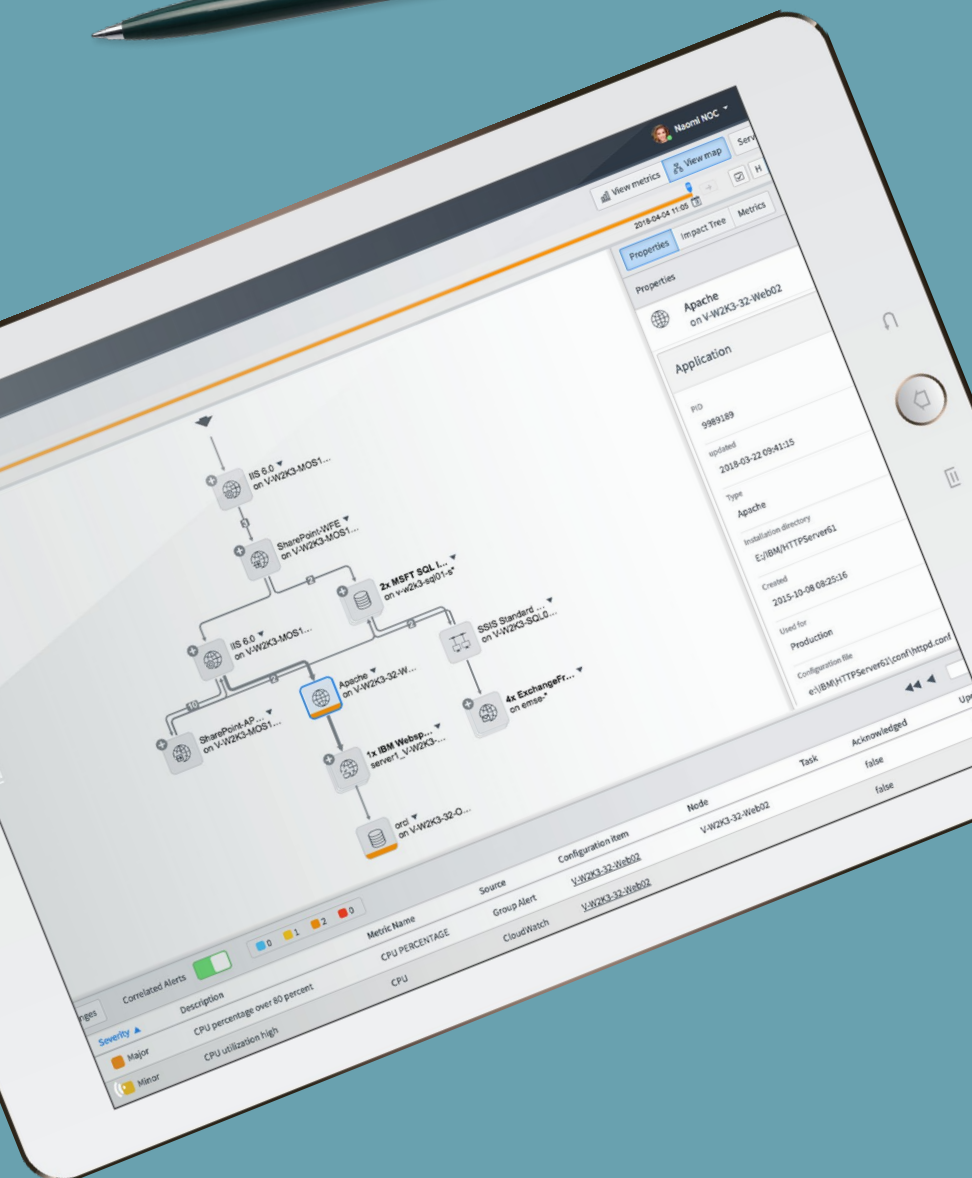 Naomi NOC
View metrics
View map
Serv
2018-04-04 11:05
H
Properties
Impact Tree
Metrics
Properties
Apache
on V-W2K3-32-Web02
Application
PID
9989189
updated
2018-03-22 09:41:15
Type
Apache
Installation directory
E:/IBM/HTTPServer61
Created
2015-10-08 08:25:16
Used for
Production
Configuration file
e:\IBM\HTTPServer61\conf\httpd.conf
IIS 6.0
on V-W2K3-MOS1...
SharePoint-WFE
on V-W2K3-MOS1...
2
2x MSFT SQL I...
on v-w2k3-sql01-s*
IIS 6.0
on V-W2K3-MOS1...
2
SSIS Standard ...
on V-W2K3-SQL0...
Apache
on V-W2K3-32-W...
2
10
SharePoint-AP...
on V-W2K3-MOS1...
4x ExchangeFr...
on emse-*
1x IBM Websp...
server1_V-W2K3-...
orcl
on V-W2K3-32-O...
nges
Correlated Alerts
0
1
2
0
Severity
Description
Metric Name
Source
Configuration item
Node
Task
Acknowledged
Up
Major
CPU percentage over 80 percent
CPU PERCENTAGE
Group Alert
V-W2K3-32-Web02
V-W2K3-32-Web02
false
Minor
CPU utilization high
CPU
CloudWatch
V-W2K3-32-Web02
false